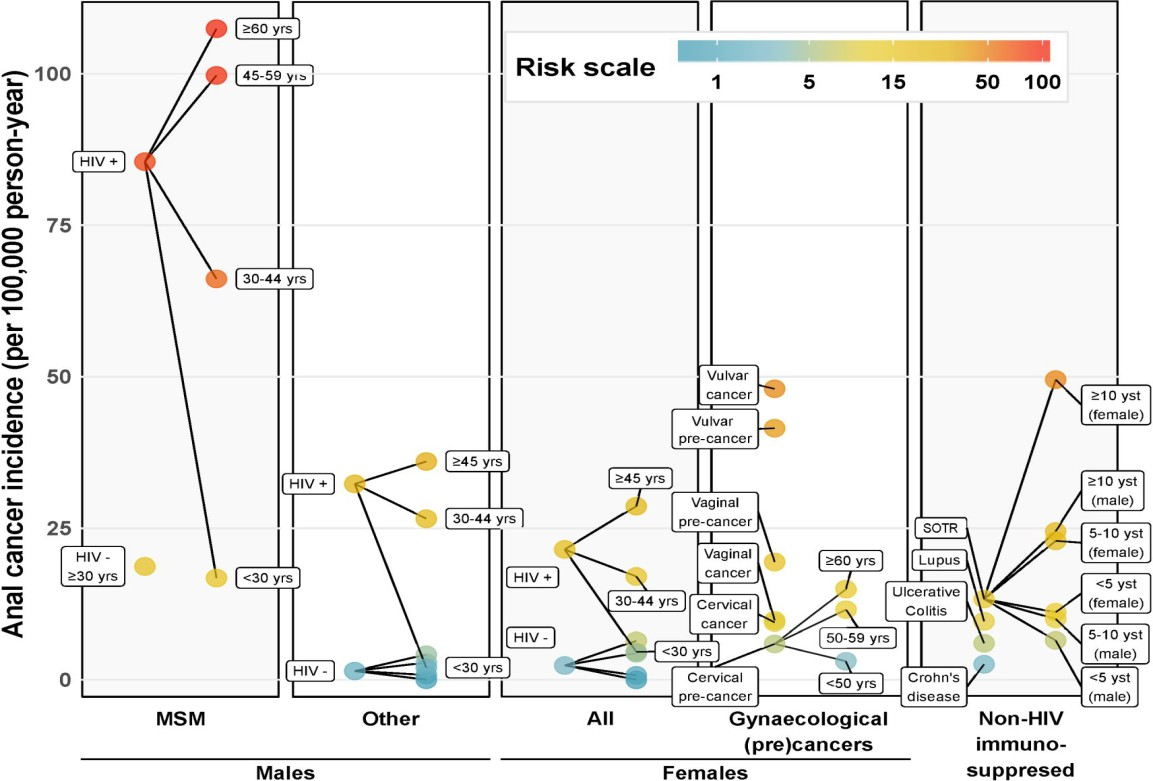 Anal cancer incidence (per 100,000 person-year)
100
75
50
25
0
Risk scale
1 5 15 50 100
≥60 yrs
45-59 yrs
HIV +
30-44 yrs
HIV -
≥30 yrs
<30 yrs
≥45 yrs
HIV +
30-44 yrs
HIV -
<30 yrs
≥45 yrs
HIV +
30-44 yrs
HIV -
<30 yrs
Vulvar
cancer
Vulvar
pre-cancer
Vaginal
pre-cancer
Vaginal
cancer
Cervical
cancer
Cervical
pre-cancer
≥60 yrs
50-59 yrs
<50 yrs
SOTR
Lupus
Ulcerative
Colitis
Crohn's
disease
≥10 yst
(female)
≥10 yst
(male)
5-10 yst
(female)
<5 yst
(female)
5-10 yst
(male)
<5 yst
(male)
MSM
Other
All
Gynaecological
(pre)cancers
Non-HIV
immuno-
suppresed
Males
Females